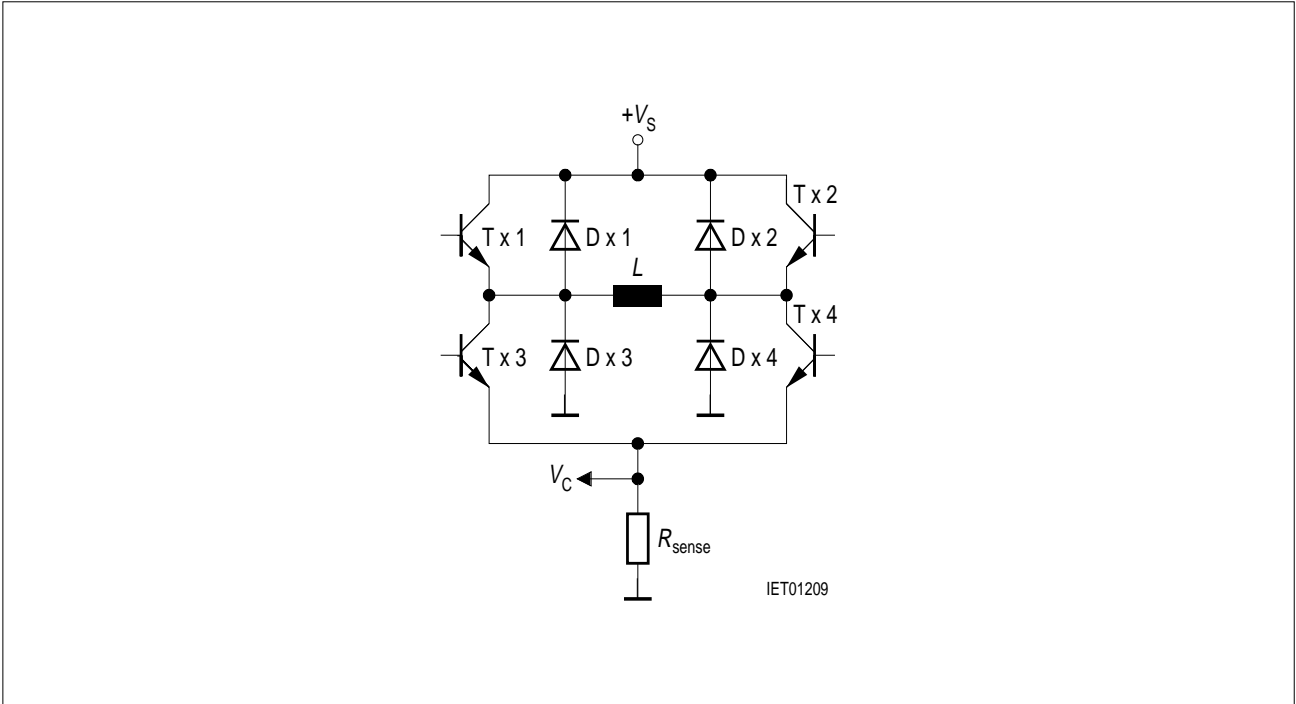 +VS
T x 2
T x 1
D x 1
D x 2
L
T x 4
T x 3
D x 3
D x 4
VC
Rsense
IET01209